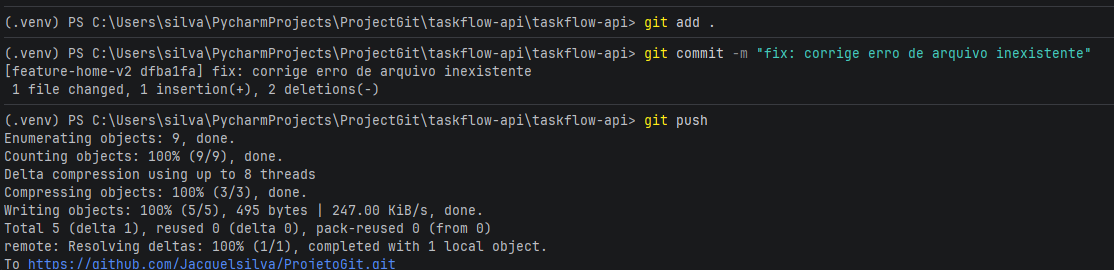 (.venv) PS C:\Users\silva\PycharmProjects\ProjectGit\taskflow-api\taskflow-api> git add .
(.venv) PS C:\Users\silva\PycharmProjects\ProjectGit\taskflow-api\taskflow-api> git commit -m "fix: corrige erro de arquivo inexistente"
[feature-home-v2 dfba1fa] fix: corrige erro de arquivo inexistente
 1 file changed, 1 insertion(+), 2 deletions(-)
(.venv) PS C:\Users\silva\PycharmProjects\ProjectGit\taskflow-api\taskflow-api> git push
Enumerating objects: 9, done.
Counting objects: 100% (9/9), done.
Delta compression using up to 8 threads
Compressing objects: 100% (3/3), done.
Writing objects: 100% (5/5), 495 bytes | 247.00 KiB/s, done.
Total 5 (delta 1), reused 0 (delta 0), pack-reused 0 (from 0)
remote: Resolving deltas: 100% (1/1), completed with 1 local object.
To https://github.com/Jacquelsilva/ProjetoGit.git